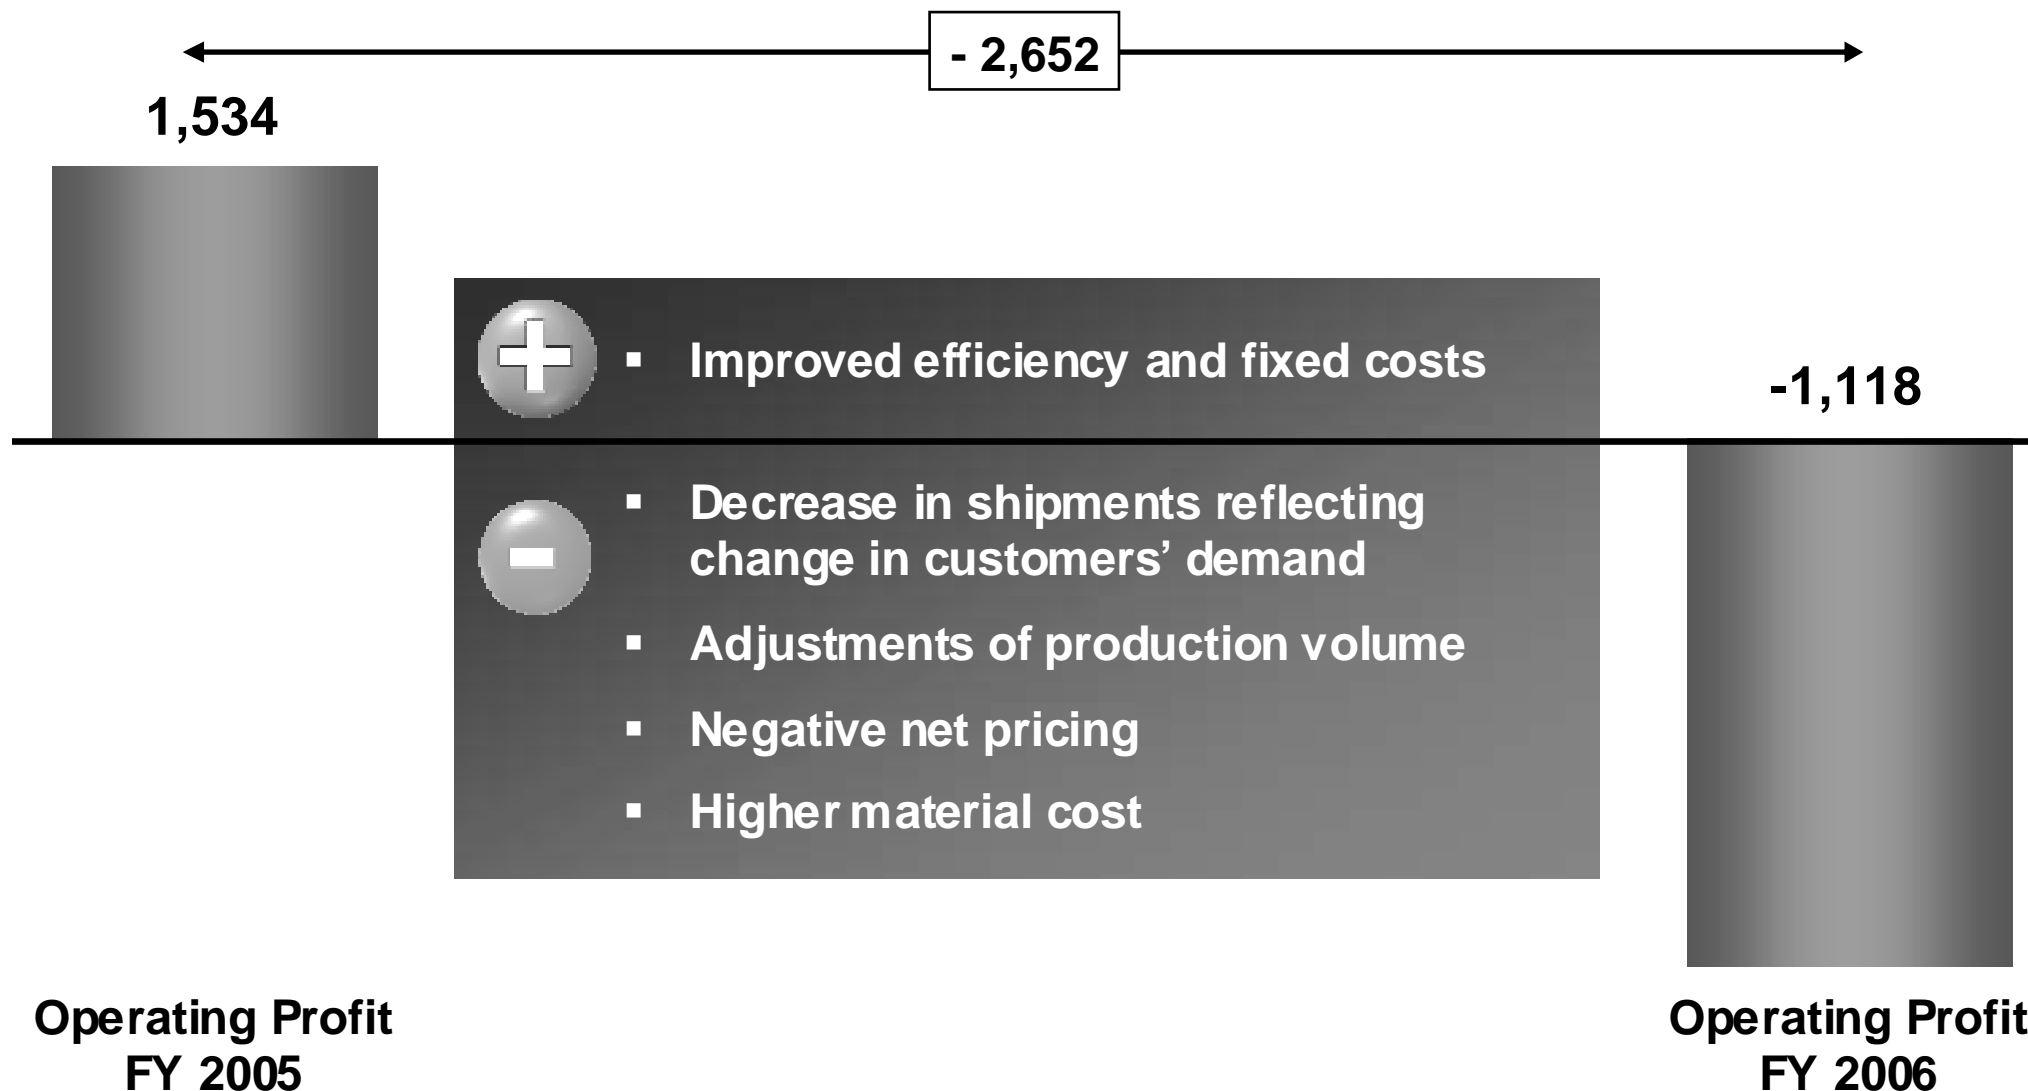 - 2,652
1,534
▪ Improved efficiency and fixed costs
-1,118
▪ Decrease in shipments reflecting
change in customers’ demand
▪ Adjustments of production volume
▪ Negative net pricing
▪ Higher material cost
Operating Profit
FY 2005
Operating Profit
FY 2006